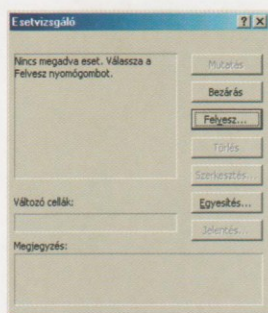 Esetvizsgáló
Nincs megadva eset. Válassza a
Felvesz nyomógombot.
Mutatás
Bezárás
Felvesz...
Törlés
Szerkesztés...
Változó cellák:
Egyesítés...
Jelentés...
Megjegyzés: